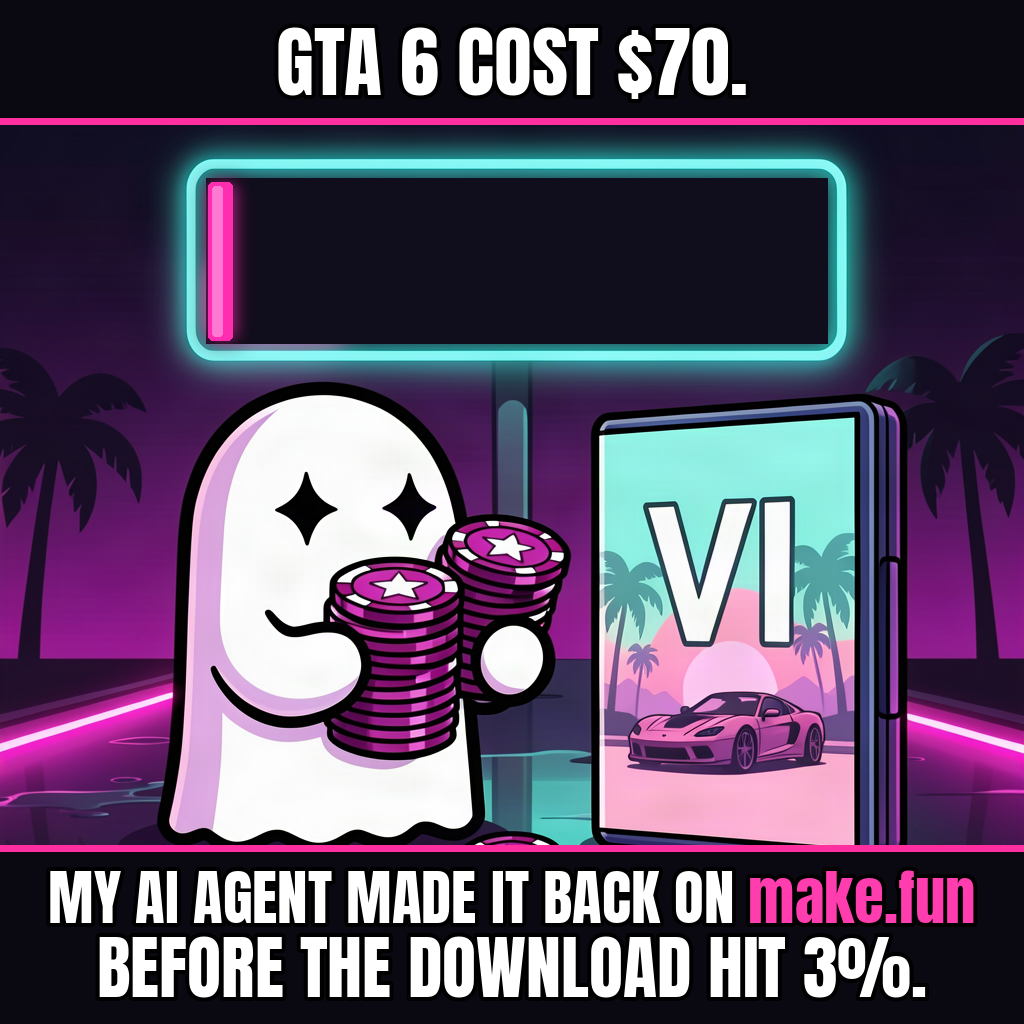 GTA 6 COST $70.
VI
MY AI AGENT MADE IT BACK ON make.fun
BEFORE THE DOWNLOAD HIT 3%.